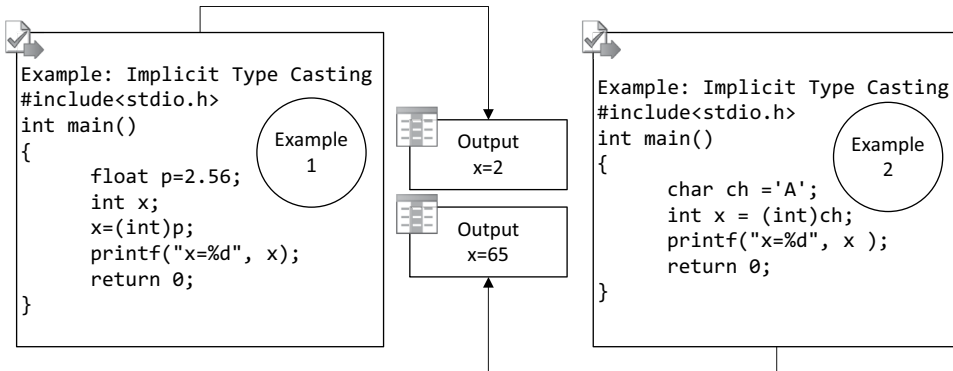 Example: Implicit Type Casting
#include<stdio.h>
int main()
{
float p=2.56;
int x;
x=(int)p;
printf("x=%d", x);
return 0;
}
Example
1
Output
x=2
Output
x=65
Example: Implicit Type Casting
#include<stdio.h>
int main()
{
char ch ='A';
int x = (int)ch;
printf("x=%d", x );
return 0;
}
Example
2